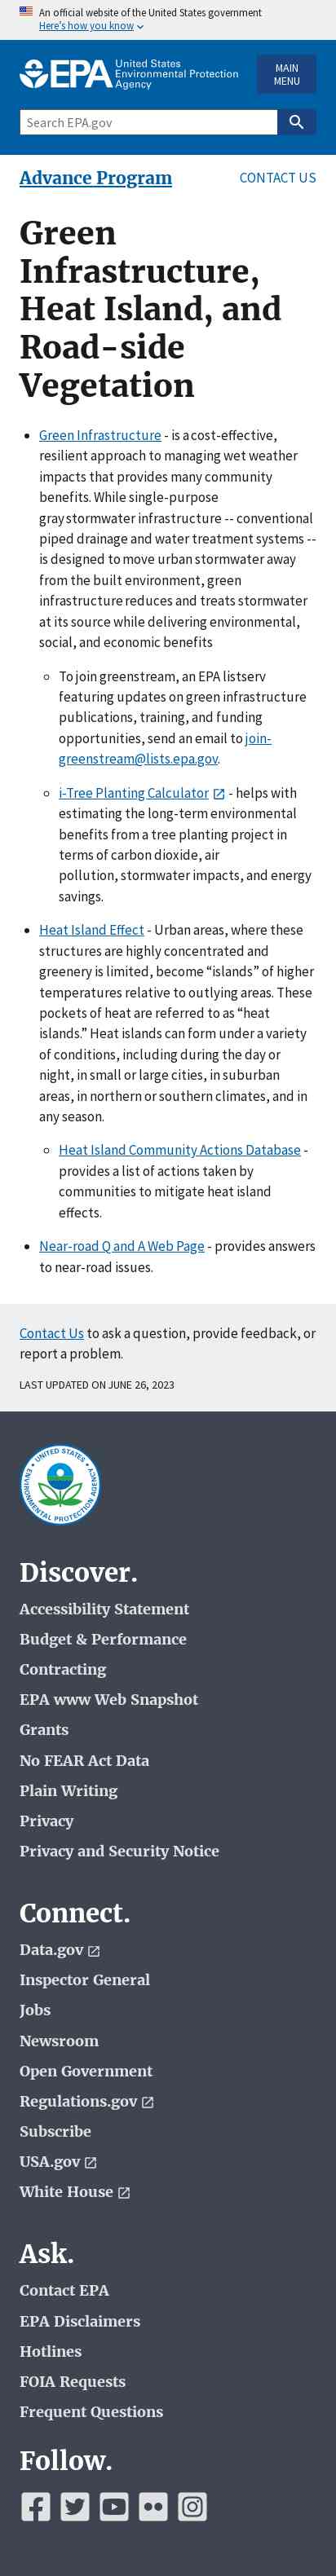 An official website of the United States government
Here's how you know
EPA United States
Environmental Protection
Agency
MAIN
MENU
Search EPA.gov
Advance Program
CONTACT US
Green
Infrastructure,
Heat Island, and
Road-side
Vegetation
• Green Infrastructure - is a cost-effective,
resilient approach to managing wet weather
impacts that provides many community
benefits. While single-purpose
gray stormwater infrastructure -- conventional
piped drainage and water treatment systems --
is designed to move urban stormwater away
from the built environment, green
infrastructure reduces and treats stormwater
at its source while delivering environmental,
social, and economic benefits
◦ To join greenstream, an EPA listserv
featuring updates on green infrastructure
publications, training, and funding
opportunities, send an email to join-
greenstream@lists.epa.gov.
◦ i-Tree Planting Calculator - helps with
estimating the long-term environmental
benefits from a tree planting project in
terms of carbon dioxide, air
pollution, stormwater impacts, and energy
savings.
• Heat Island Effect - Urban areas, where these
structures are highly concentrated and
greenery is limited, become “islands” of higher
temperatures relative to outlying areas. These
pockets of heat are referred to as “heat
islands.” Heat islands can form under a variety
of conditions, including during the day or
night, in small or large cities, in suburban
areas, in northern or southern climates, and in
any season.
◦ Heat Island Community Actions Database -
provides a list of actions taken by
communities to mitigate heat island
effects.
• Near-road Q and A Web Page - provides answers
to near-road issues.
Contact Us to ask a question, provide feedback, or
report a problem.
LAST UPDATED ON JUNE 26, 2023
UNITED STATES
ENVIRONMENTAL PROTECTION AGENCY
Discover.
Accessibility Statement
Budget & Performance
Contracting
EPA www Web Snapshot
Grants
No FEAR Act Data
Plain Writing
Privacy
Privacy and Security Notice
Connect.
Data.gov
Inspector General
Jobs
Newsroom
Open Government
Regulations.gov
Subscribe
USA.gov
White House
Ask.
Contact EPA
EPA Disclaimers
Hotlines
FOIA Requests
Frequent Questions
Follow.